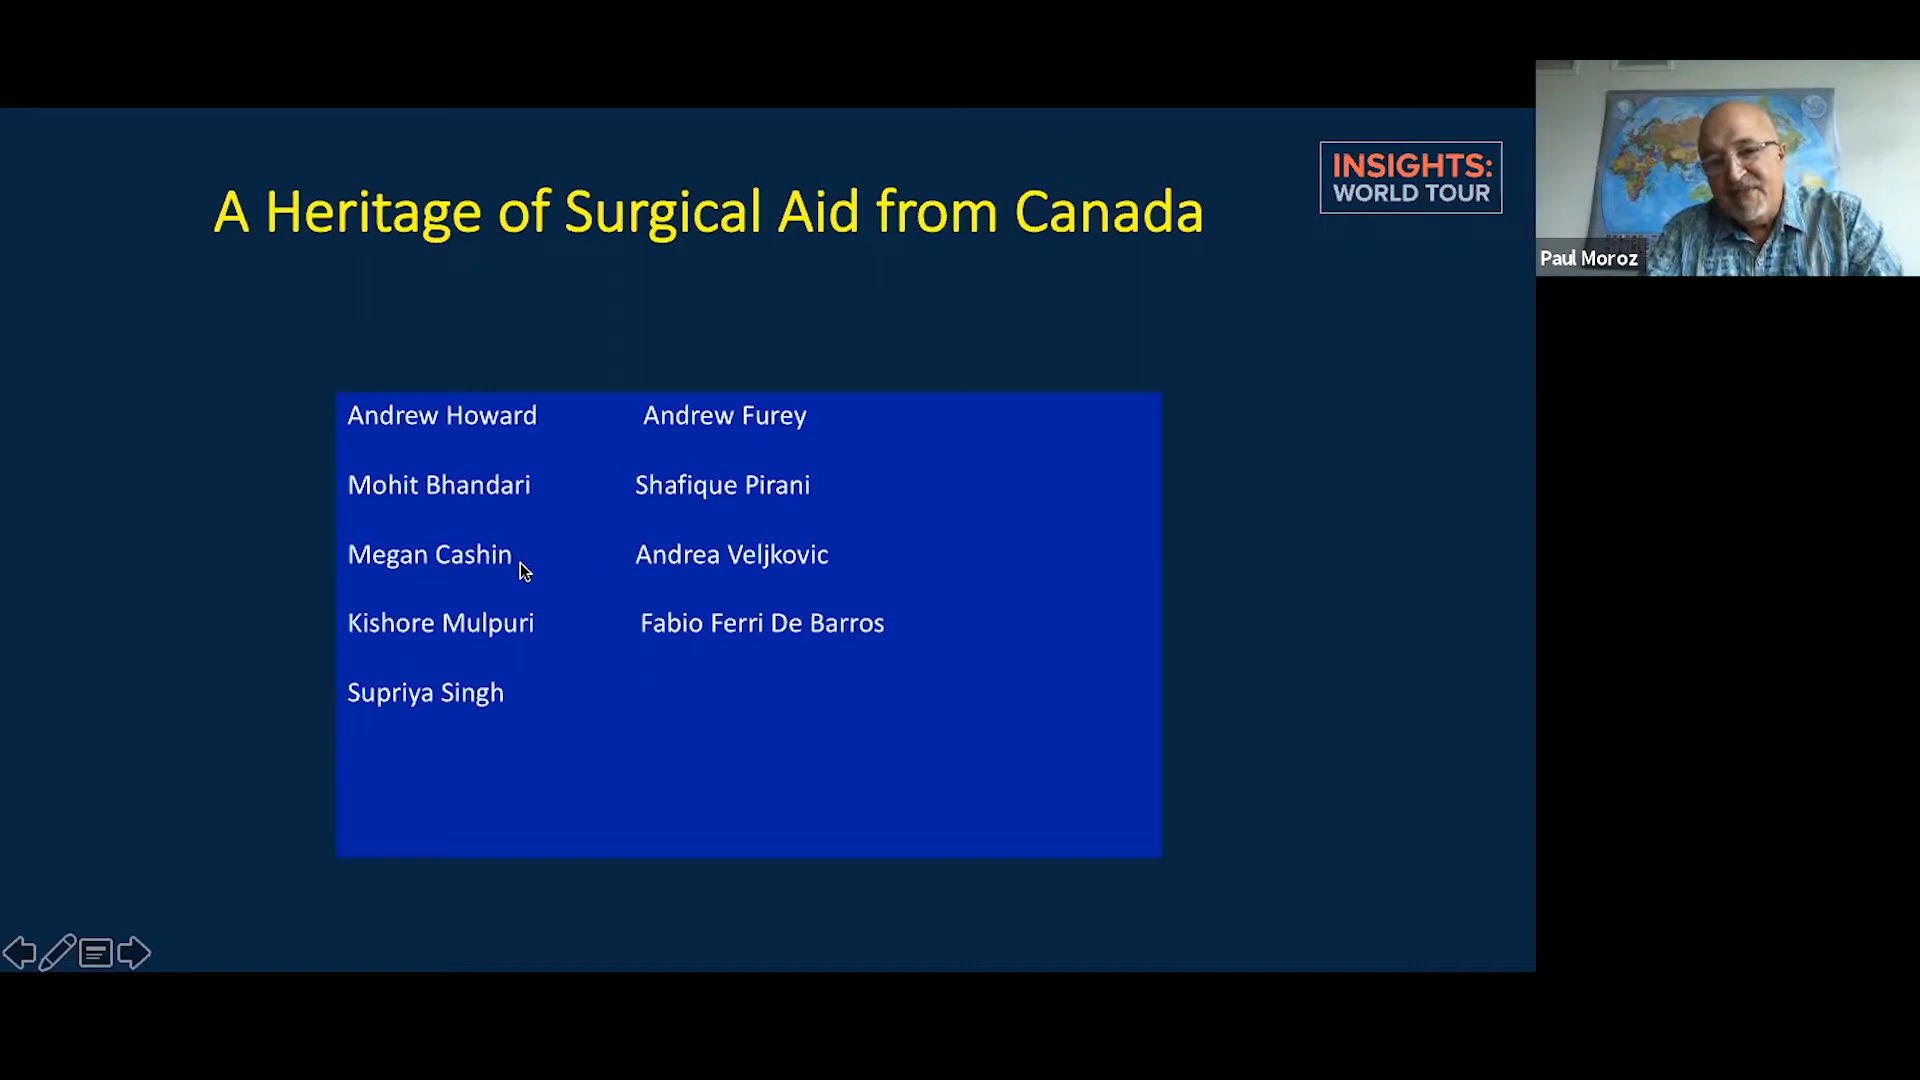 A Heritage of Surgical Aid from Canada
INSIGHTS:
WORLD TOUR
Paul Moroz
Andrew Howard Andrew Furey
Mohit Bhandari Shafique Pirani
Megan Cashin Andrea Veljkovic
Kishore Mulpuri Fabio Ferri De Barros
Supriya Singh